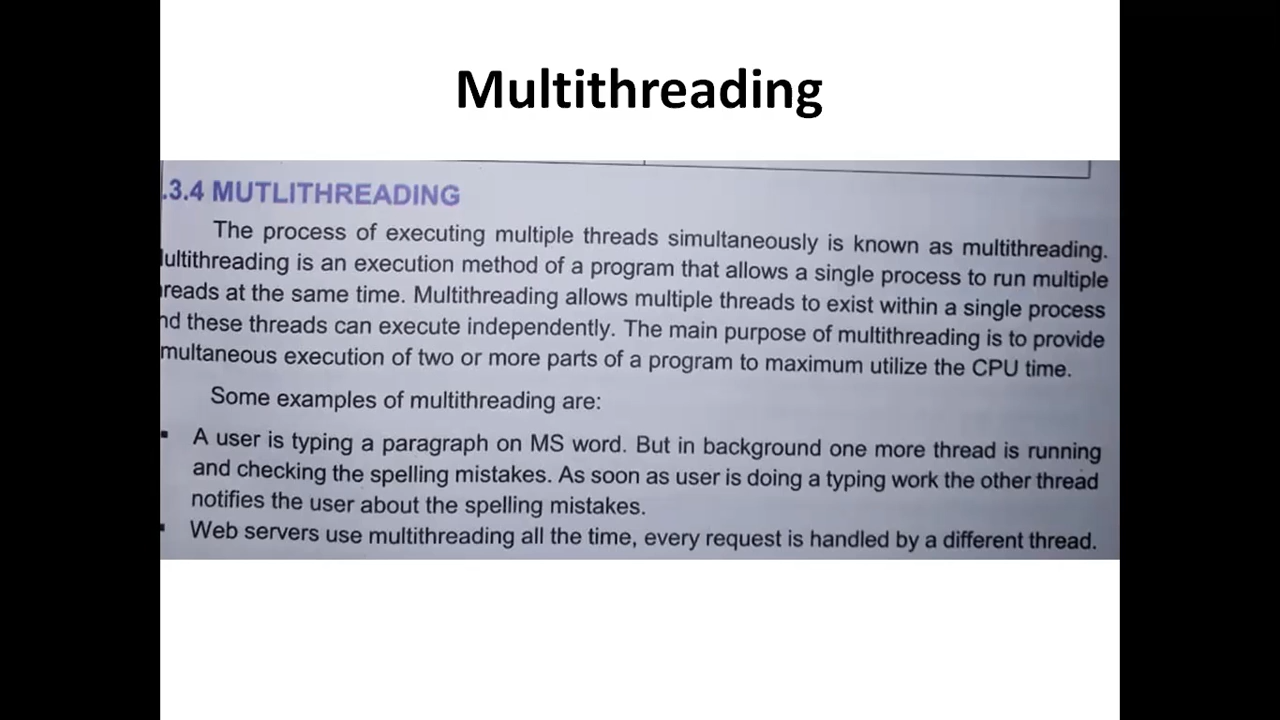 Multithreading
.3.4 MUTLITHREADING
The process of executing multiple threads simultaneously is known as multithreading.
ultithreading is an execution method of a program that allows a single process to run multiple
reads at the same time. Multithreading allows multiple threads to exist within a single process
nd these threads can execute independently. The main purpose of multithreading is to provide
multaneous execution of two or more parts of a program to maximum utilize the CPU time.
Some examples of multithreading are:
▪ A user is typing a paragraph on MS word. But in background one more thread is running
and checking the spelling mistakes. As soon as user is doing a typing work the other thread
notifies the user about the spelling mistakes.
▪ Web servers use multithreading all the time, every request is handled by a different thread.